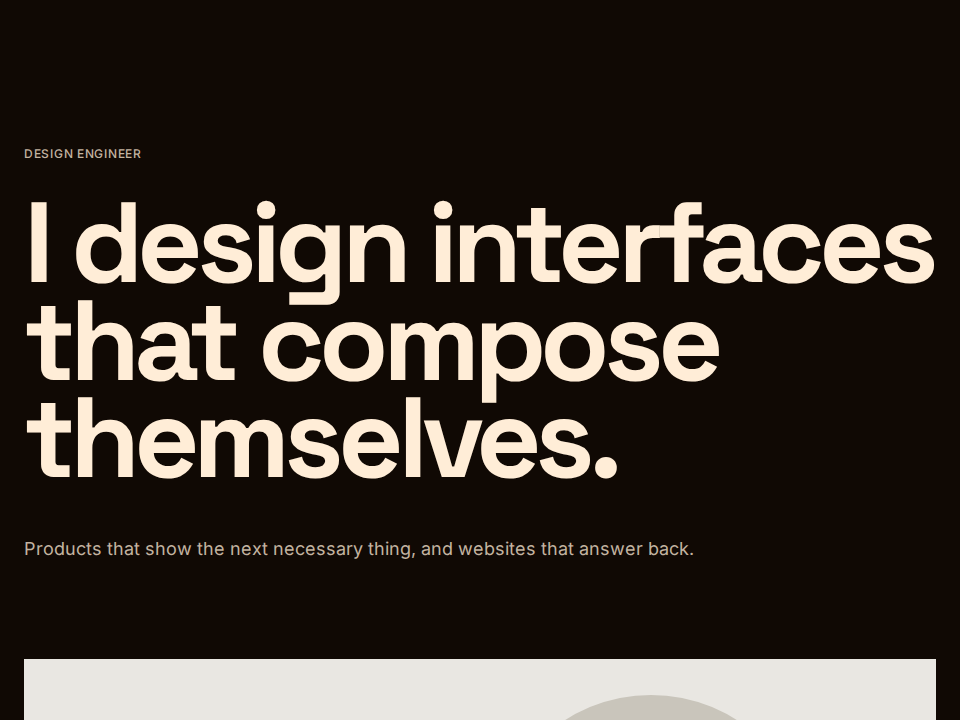 DESIGN ENGINEER
I design interfaces
that compose
themselves.
Products that show the next necessary thing, and websites that answer back.